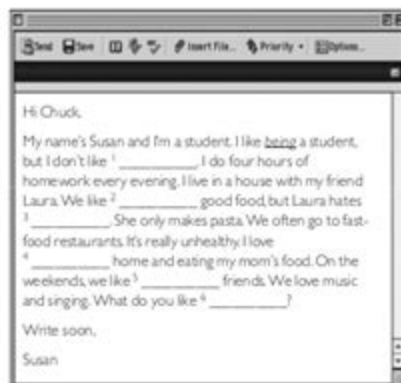 Send Save Insert File... Priority Options...
Hi Chuck,
My name's Susan and I'm a student. I like being a student,
but I don't like 1 __________. I do four hours of
homework every evening. I live in a house with my friend
Laura. We like 2 __________ good food, but Laura hates
3 __________. She only makes pasta. We often go to fast-
food restaurants. It's really unhealthy. I love
4 __________ home and eating my mom's food. On the
weekends, we like 5 __________ friends. We love music
and singing. What do you like 6 __________?
Write soon,
Susan